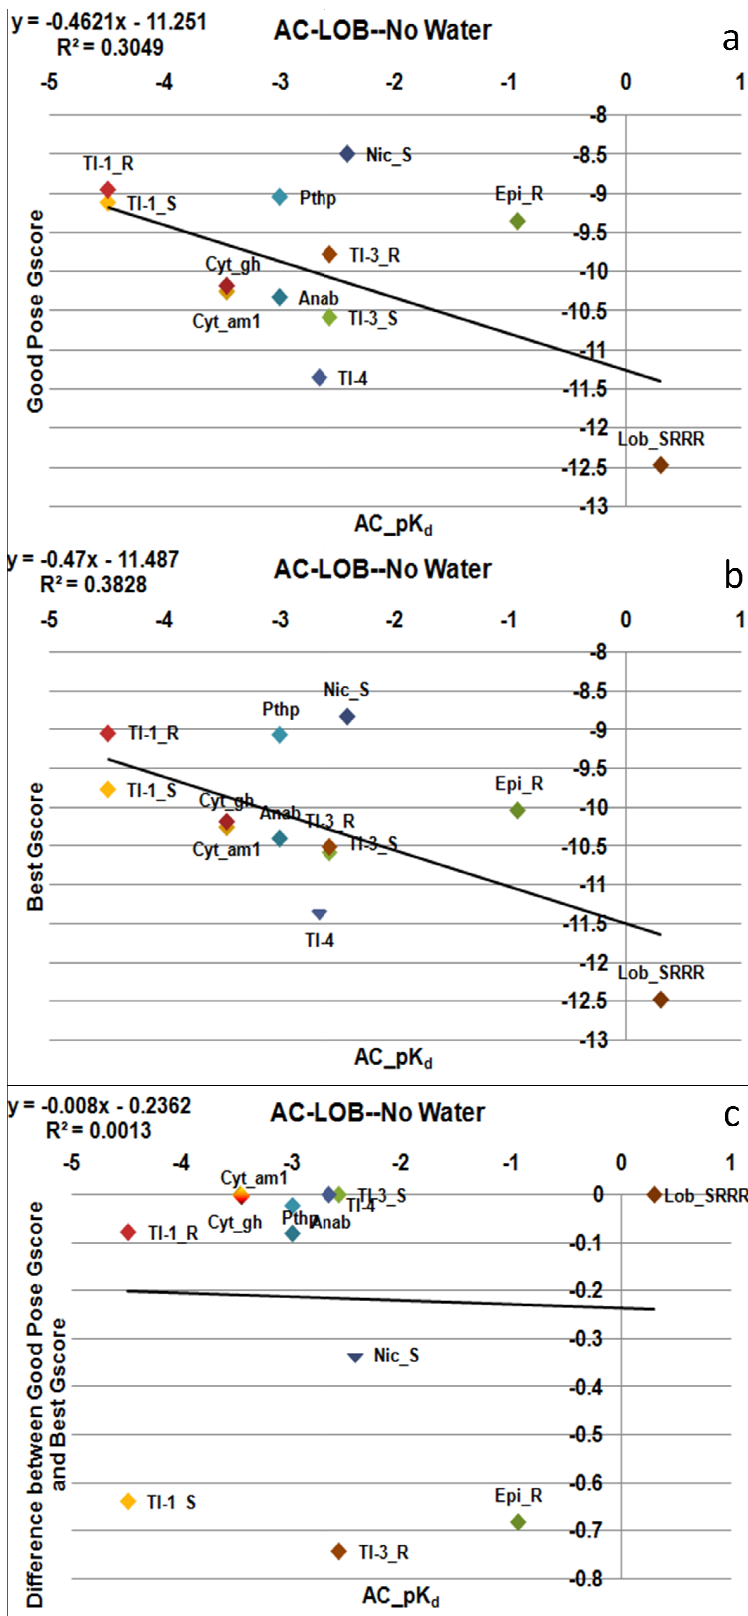 y = -0.4621x - 11.251
R² = 0.3049
AC-LOB--No Water
a
-5 -4 -3 -2 -1 0 1
-8
-8.5
-9
-9.5
-10
-10.5
-11
-11.5
-12
-12.5
-13
TI-1_R
TI-1_S
Nic_S
Pthp
Epi_R
TI-3_R
Cyt_gh
Anab
Cyt_am1
TI-3_S
TI-4
Lob_SRRR
Good Pose Gscore
AC_pKd
y = -0.47x - 11.487
R² = 0.3828
AC-LOB--No Water
b
-5 -4 -3 -2 -1 0 1
-8
-8.5
-9
-9.5
-10
-10.5
-11
-11.5
-12
-12.5
-13
Nic_S
Pthp
TI-1_R
TI-1_S
Epi_R
Cyt_gh
Anab
TI-3_R
TI-3_S
Cyt_am1
TI-4
Lob_SRRR
Best Gscore
AC_pKd
y = -0.008x - 0.2362
R² = 0.0013
AC-LOB--No Water
c
-5 -4 -3 -2 -1 0 1
0
-0.1
-0.2
-0.3
-0.4
-0.5
-0.6
-0.7
-0.8
Cyt_am1
TI-3_S
TI-4
Lob_SRRR
Cyt_gh
Pthp
Anab
TI-1_R
Nic_S
TI-1_S
Epi_R
TI-3_R
Difference between Good Pose Gscore
and Best Gscore
AC_pKd